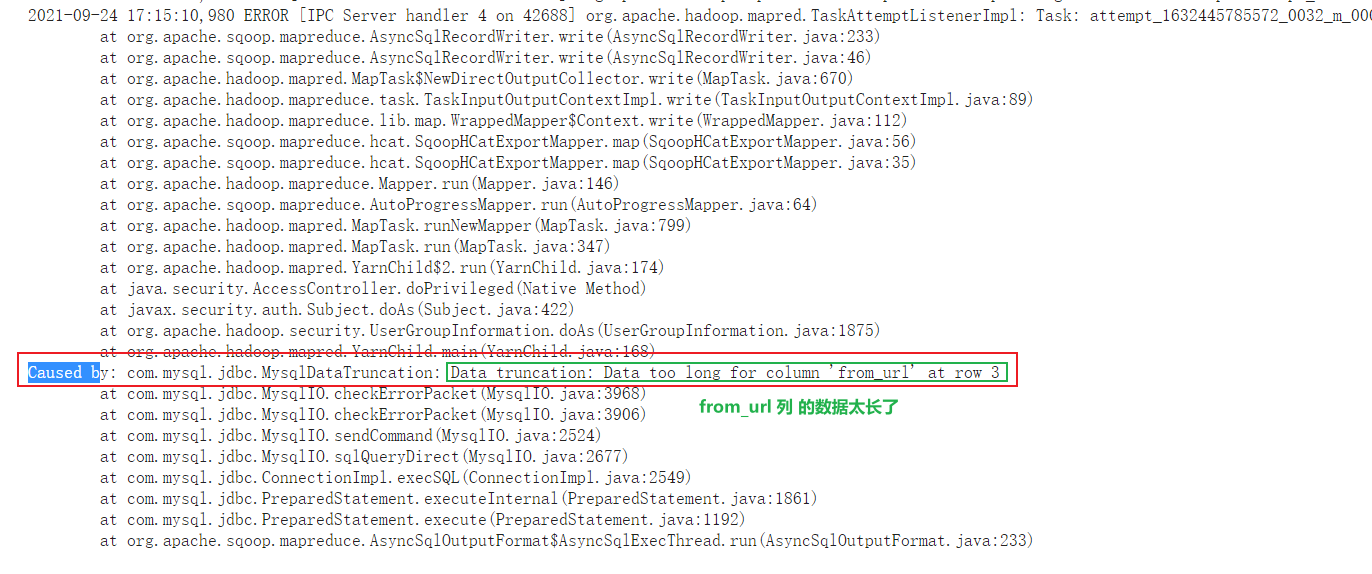 2021-09-24 17:15:10,980 ERROR [IPC Server handler 4 on 42688] org.apache.hadoop.mapred.TaskAttemptListenerImpl: Task: attempt_1632445785572_0032_m_000
at org.apache.sqoop.mapreduce.AsyncSqlRecordWriter.write(AsyncSqlRecordWriter.java:233)
at org.apache.sqoop.mapreduce.AsyncSqlRecordWriter.write(AsyncSqlRecordWriter.java:46)
at org.apache.hadoop.mapred.MapTask$NewDirectOutputCollector.write(MapTask.java:670)
at org.apache.hadoop.mapreduce.task.TaskInputOutputContextImpl.write(TaskInputOutputContextImpl.java:89)
at org.apache.hadoop.mapreduce.lib.map.WrappedMapper$Context.write(WrappedMapper.java:112)
at org.apache.sqoop.mapreduce.hcat.SqoopHCatExportMapper.map(SqoopHCatExportMapper.java:56)
at org.apache.sqoop.mapreduce.hcat.SqoopHCatExportMapper.map(SqoopHCatExportMapper.java:35)
at org.apache.hadoop.mapreduce.Mapper.run(Mapper.java:146)
at org.apache.sqoop.mapreduce.AutoProgressMapper.run(AutoProgressMapper.java:64)
at org.apache.hadoop.mapred.MapTask.runNewMapper(MapTask.java:799)
at org.apache.hadoop.mapred.MapTask.run(MapTask.java:347)
at org.apache.hadoop.mapred.YarnChild$2.run(YarnChild.java:174)
at java.security.AccessController.doPrivileged(Native Method)
at javax.security.auth.Subject.doAs(Subject.java:422)
at org.apache.hadoop.security.UserGroupInformation.doAs(UserGroupInformation.java:1875)
at org.apache.hadoop.mapred.YarnChild.main(YarnChild.java:168)
Caused by: com.mysql.jdbc.MysqlDataTruncation: Data truncation: Data too long for column 'from_url' at row 3
at com.mysql.jdbc.MysqlIO.checkErrorPacket(MysqlIO.java:3968)
at com.mysql.jdbc.MysqlIO.checkErrorPacket(MysqlIO.java:3906)
from_url 列 的数据太长了
at com.mysql.jdbc.MysqlIO.sendCommand(MysqlIO.java:2524)
at com.mysql.jdbc.MysqlIO.sqlQueryDirect(MysqlIO.java:2677)
at com.mysql.jdbc.ConnectionImpl.execSQL(ConnectionImpl.java:2549)
at com.mysql.jdbc.PreparedStatement.executeInternal(PreparedStatement.java:1861)
at com.mysql.jdbc.PreparedStatement.execute(PreparedStatement.java:1192)
at org.apache.sqoop.mapreduce.AsyncSqlOutputFormat$AsyncSqlExecThread.run(AsyncSqlOutputFormat.java:233)